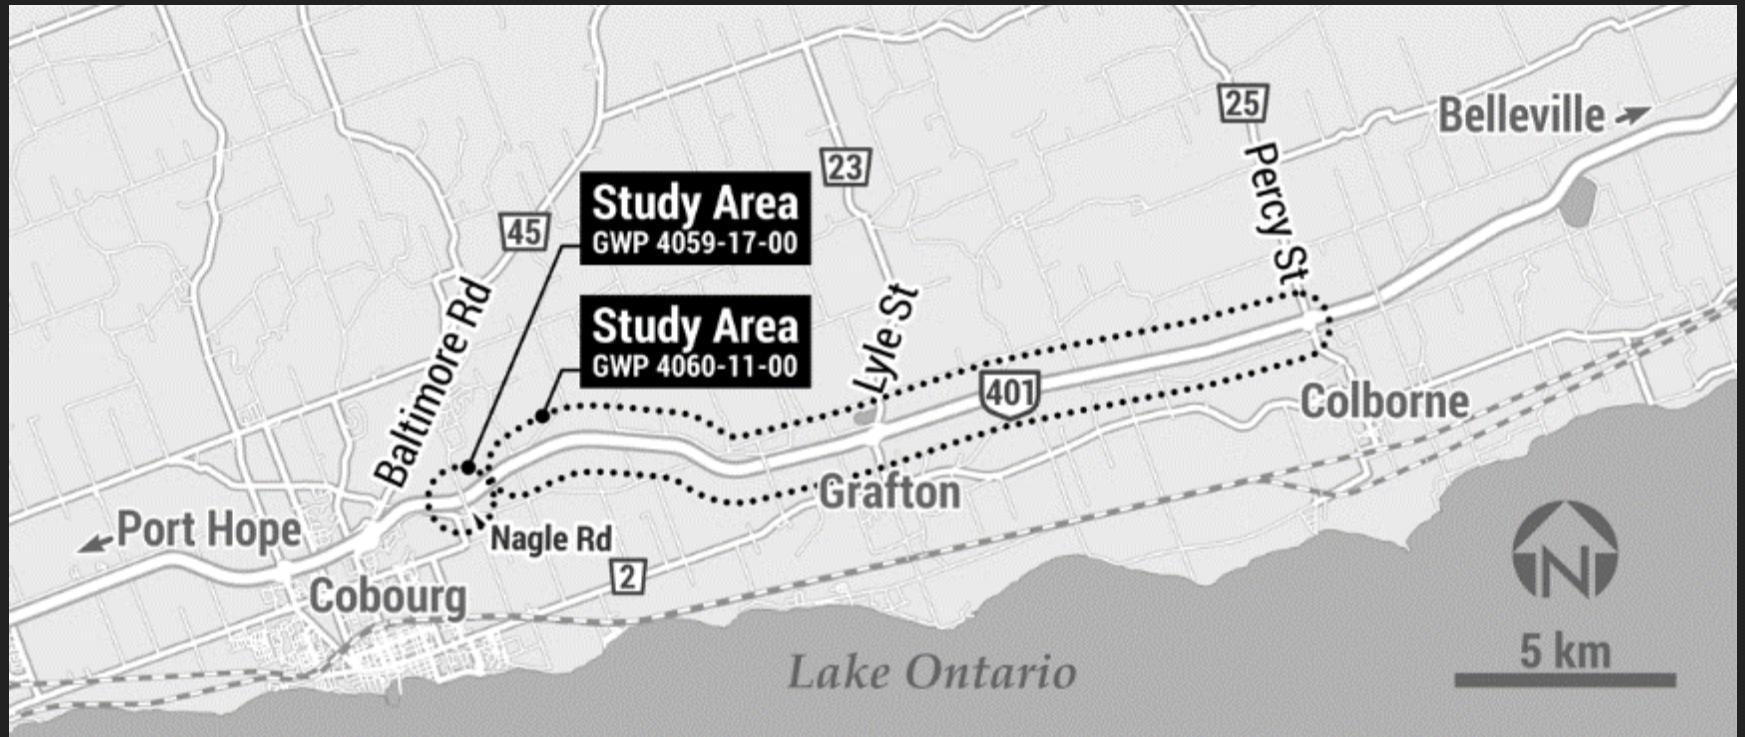 25
Belleville
23
Percy St
Study Area
GWP 4059-17-00
45
Baltimore Rd
Lyle St
Study Area
GWP 4060-11-00
401
Colborne
Grafton
Port Hope
Nagle Rd
2
Cobourg
N
5 km
Lake Ontario